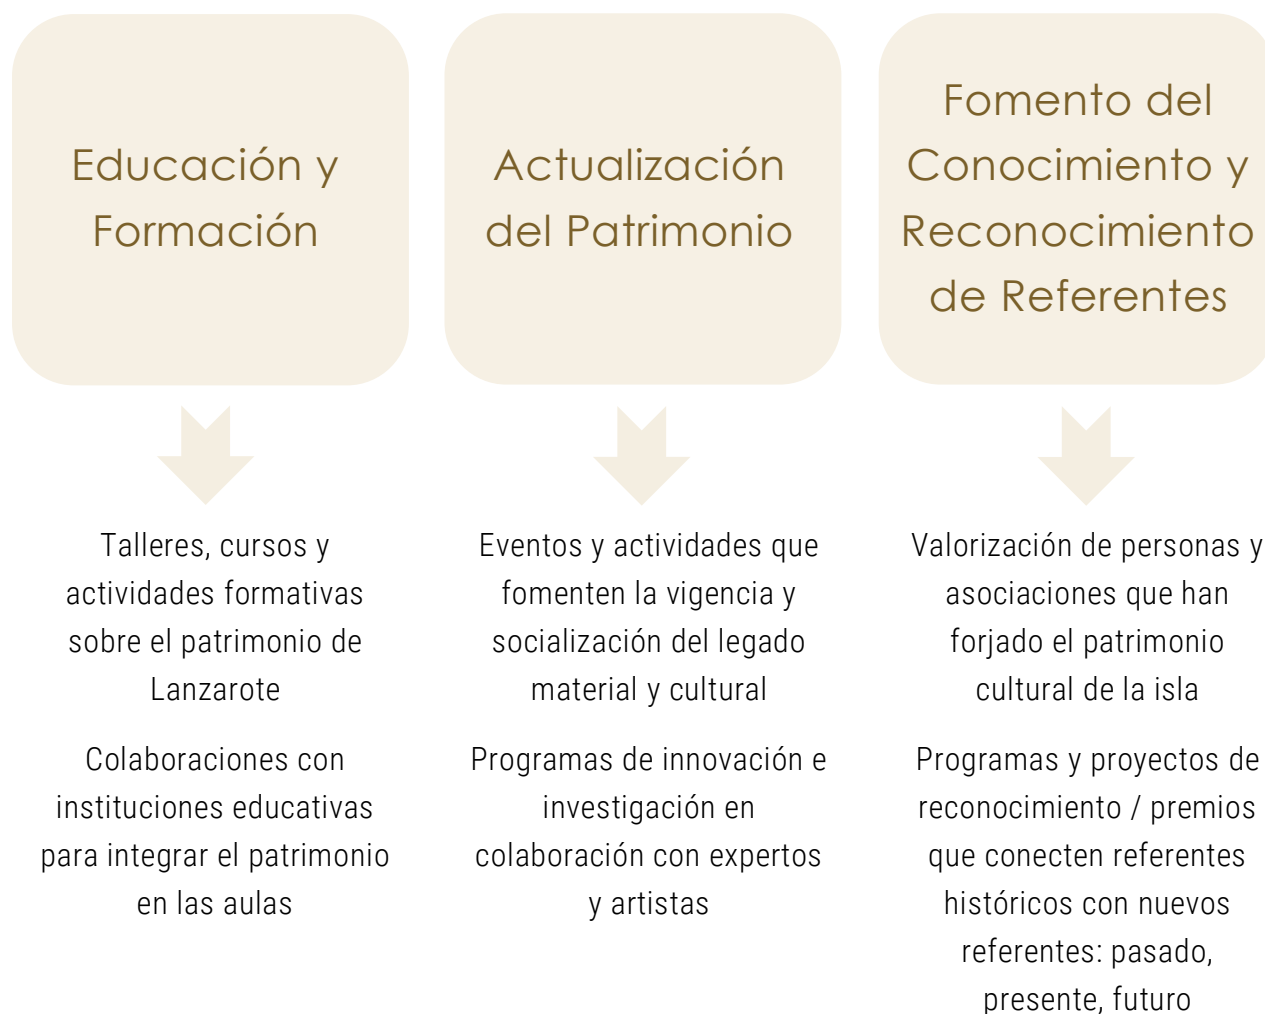 Educación y
Formación
Talleres, cursos y
actividades formativas
sobre el patrimonio de
Lanzarote
Colaboraciones con
instituciones educativas
para integrar el patrimonio
en las aulas
Actualización
del Patrimonio
Eventos y actividades que
fomenten la vigencia y
socialización del legado
material y cultural
Programas de innovación e
investigación en
colaboración con expertos
y artistas
Fomento del
Conocimiento y
Reconocimiento
de Referentes
Valorización de personas y
asociaciones que han
forjado el patrimonio
cultural de la isla
Programas y proyectos de
reconocimiento / premios
que conecten referentes
históricos con nuevos
referentes: pasado,
presente, futuro